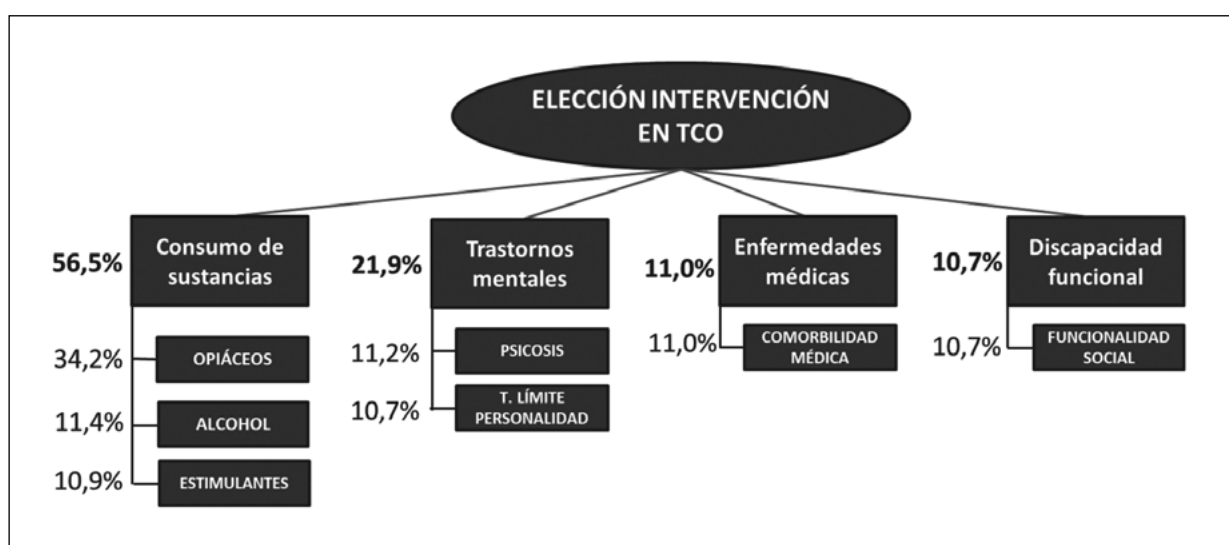 ELECCIÓN INTERVENCIÓN
EN TCO
56,5%
Consumo de
sustancias
34,2%
OPIÁCEOS
11,4%
ALCOHOL
10,9%
ESTIMULANTES
21,9%
Trastornos
mentales
11,2%
PSICOSIS
10,7%
T. LÍMITE
PERSONALIDAD
11,0%
Enfermedades
médicas
11,0%
COMORBILIDAD
MÉDICA
10,7%
Discapacidad
funcional
10,7%
FUNCIONALIDAD
SOCIAL